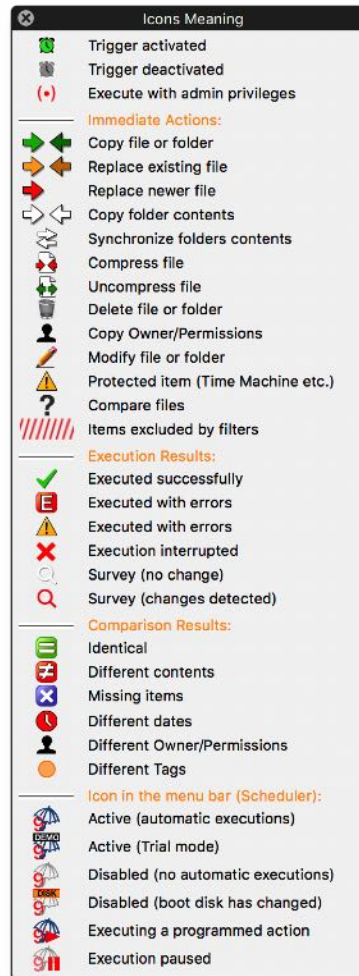 Icons Meaning
Trigger activated
Trigger deactivated
Execute with admin privileges
Immediate Actions:
Copy file or folder
Replace existing file
Replace newer file
Copy folder contents
Synchronize folders contents
Compress file
Uncompress file
Delete file or folder
Copy Owner/Permissions
Modify file or folder
Protected item (Time Machine etc.)
? Compare files
Items excluded by filters
Execution Results:
Executed successfully
E Executed with errors
Executed with errors
Execution interrupted
Survey (no change)
Survey (changes detected)
Comparison Results:
Identical
Different contents
Missing items
Different dates
Different Owner/Permissions
Different Tags
Icon in the menu bar (Scheduler):
9 Active (automatic executions)
DEMO 9 Active (Trial mode)
9 Disabled (no automatic executions)
DISK 9 Disabled (boot disk has changed)
9 Executing a programmed action
9 Execution paused